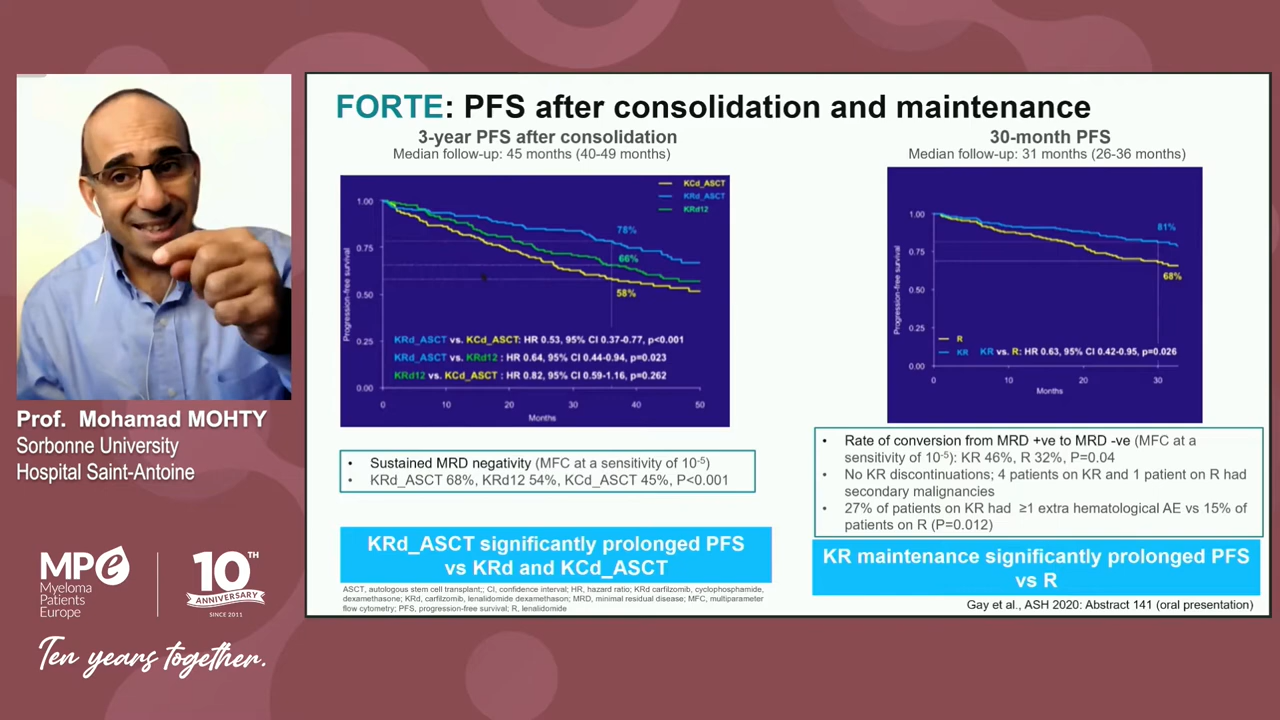 FORTE: PFS after consolidation and maintenance
3-year PFS after consolidation
Median follow-up: 45 months (40-49 months)
KCd_ASCT
KRd_ASCT
KRd12
1.00
0.75
0.50
0.25
0.00
Progression-free survival
78%
66%
58%
KRd_ASCT vs. KCd_ASCT: HR 0.53, 95% CI 0.37-0.77, p<0.001
KRd_ASCT vs. KRd12 : HR 0.64, 95% CI 0.44-0.94, p=0.023
KRd12 vs. KCd_ASCT : HR 0.82, 95% CI 0.59-1.16, p=0.262
0 10 20 30 40 50
Months
• Sustained MRD negativity (MFC at a sensitivity of 10-5)
• KRd_ASCT 68%, KRd12 54%, KCd_ASCT 45%, P<0.001
KRd_ASCT significantly prolonged PFS
vs KRd and KCd_ASCT
ASCT, autologous stem cell transplant;; CI, confidence interval; HR, hazard ratio; KRd carfilzomib, cyclophosphamide,
dexamethasone; KRd, carfilzomib, lenalidomide dexamethason; MRD, minimal residual disease; MFC, multiparameter
flow cytometry; PFS, progression-free survival; R, lenalidomide
30-month PFS
Median follow-up: 31 months (26-36 months)
1.00
0.75
0.50
0.25
0.00
Progression-free survival
81%
68%
R
KR
KR vs. R: HR 0.63, 95% CI 0.42-0.95, p=0.026
0 10 20 30
Months
• Rate of conversion from MRD +ve to MRD -ve (MFC at a
sensitivity of 10-5): KR 46%, R 32%, P=0.04
• No KR discontinuations; 4 patients on KR and 1 patient on R had
secondary malignancies
• 27% of patients on KR had ≥1 extra hematological AE vs 15% of
patients on R (P=0.012)
KR maintenance significantly prolonged PFS
vs R
Gay et al., ASH 2020: Abstract 141 (oral presentation)
Prof. Mohamad MOHTY
Sorbonne University
Hospital Saint-Antoine
MPe
Myeloma
Patients
Europe
10TH
ANNIVERSARY
SINCE 2011
Ten years together.